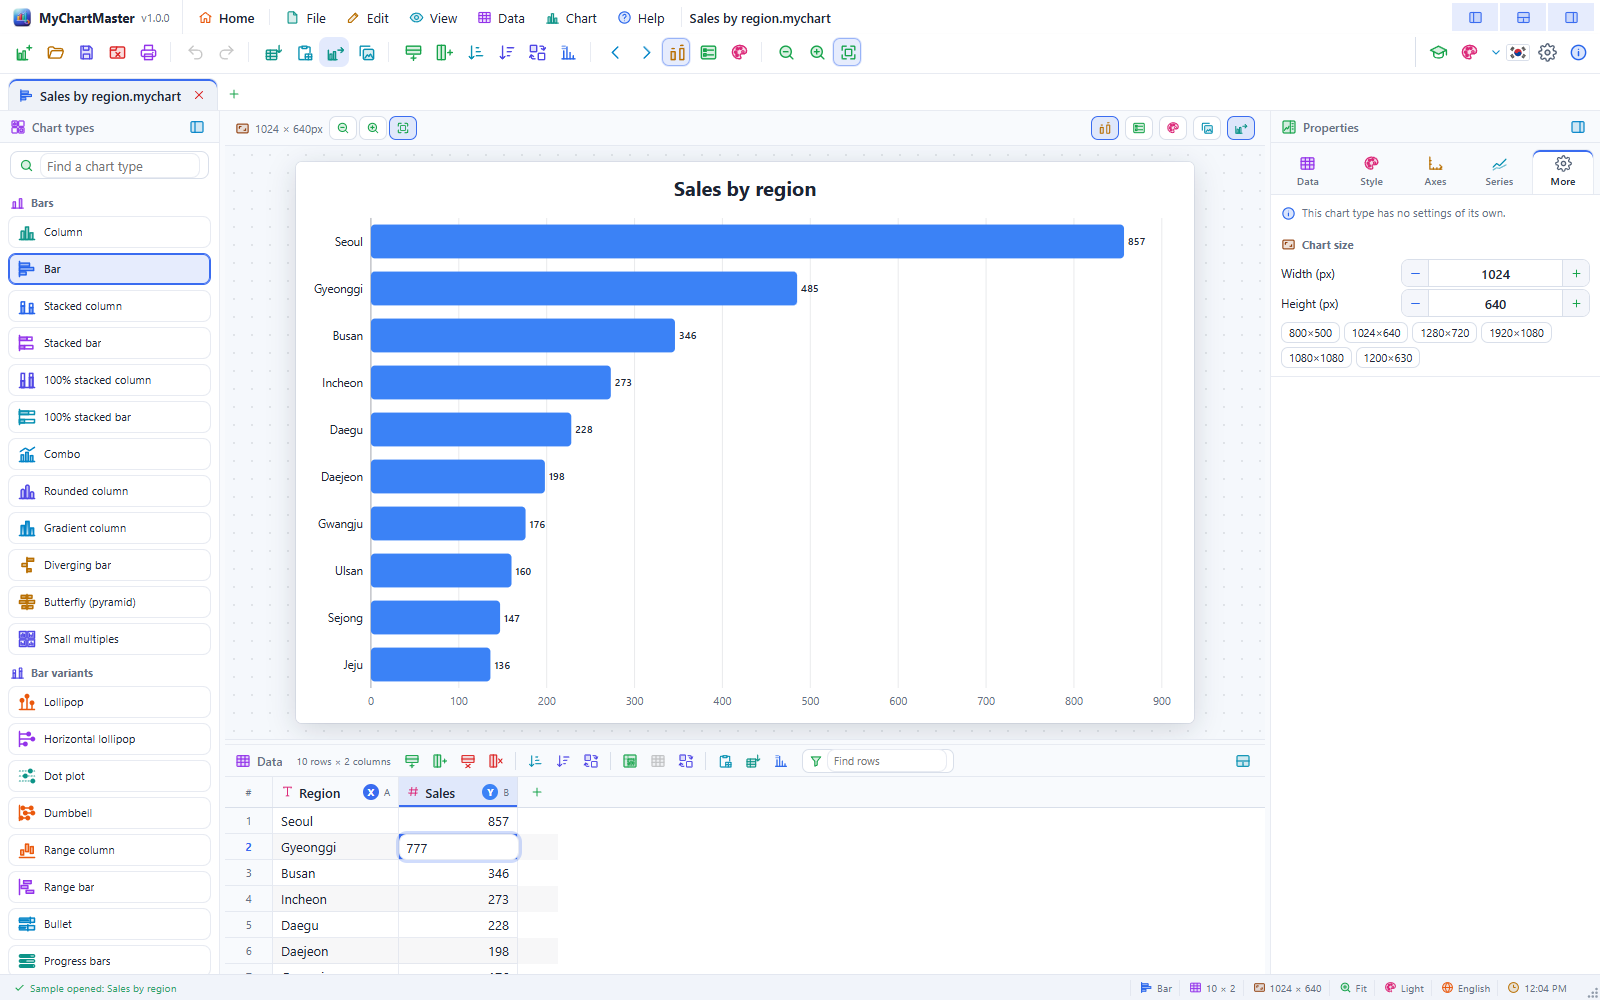 MyChartMaster v1.0.0
Home
File
Edit
View
Data
Chart
Help
Sales by region.mychart
Sales by region.mychart
Chart types
Find a chart type
Bars
Column
Bar
Stacked column
Stacked bar
100% stacked column
100% stacked bar
Combo
Rounded column
Gradient column
Diverging bar
Butterfly (pyramid)
Small multiples
Bar variants
Lollipop
Horizontal lollipop
Dot plot
Dumbbell
Range column
Range bar
Bullet
Progress bars
1024 × 640px
Sales by region
Seoul 857
Gyeonggi 485
Busan 346
Incheon 273
Daegu 228
Daejeon 198
Gwangju 176
Ulsan 160
Sejong 147
Jeju 136
0 100 200 300 400 500 600 700 800 900
Data 10 rows × 2 columns
Find rows
# Region X A # Sales Y B
1 Seoul 857
2 Gyeonggi 777
3 Busan 346
4 Incheon 273
5 Daegu 228
6 Daejeon 198
Properties
Data
Style
Axes
Series
More
This chart type has no settings of its own.
Chart size
Width (px) − 1024 +
Height (px) − 640 +
800×500 1024×640 1280×720 1920×1080
1080×1080 1200×630
Sample opened: Sales by region
Bar
10 × 2
1024 × 640
Fit
Light
English
12:04 PM